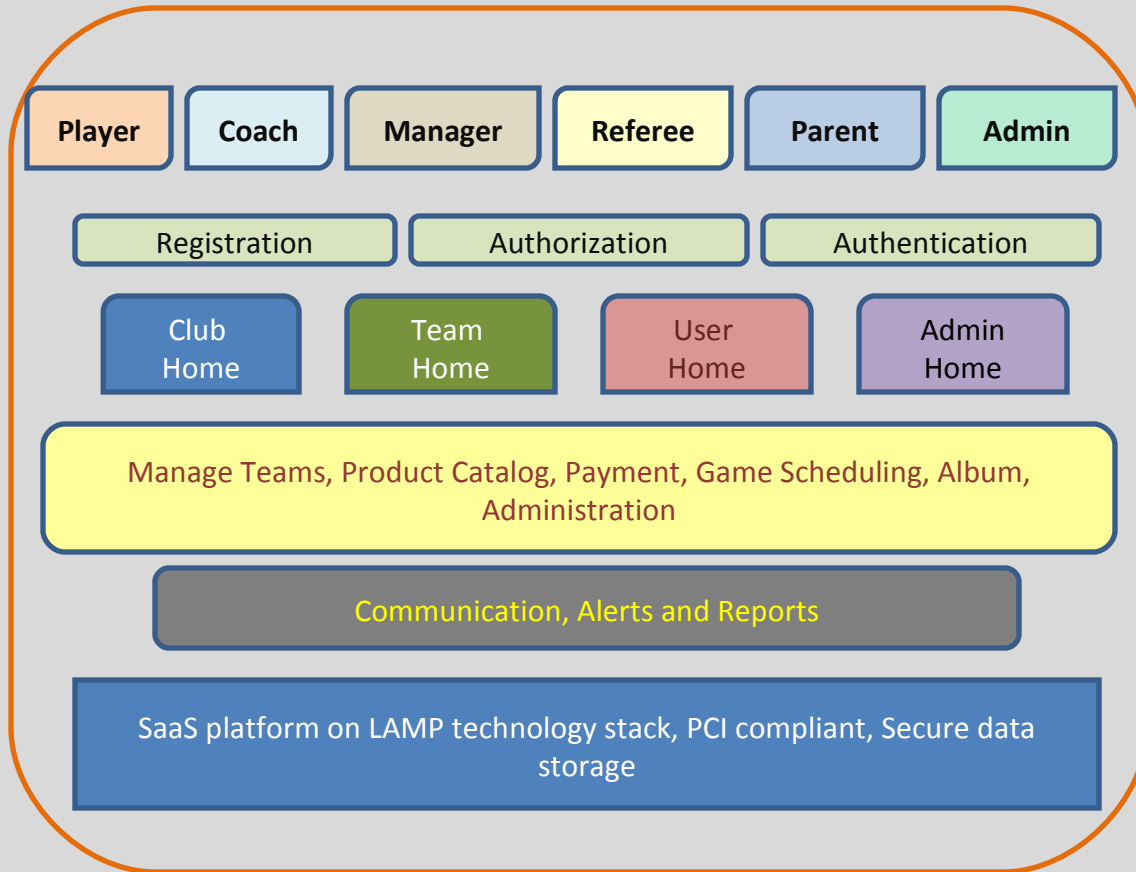 Player Coach Manager Referee Parent Admin
Registration Authorization Authentication
Club Team User Admin
Home Home Home Home
Manage Teams, Product Catalog, Payment, Game Scheduling, Album,
Administration
Communication, Alerts and Reports
SaaS platform on LAMP technology stack, PCI compliant, Secure data
storage